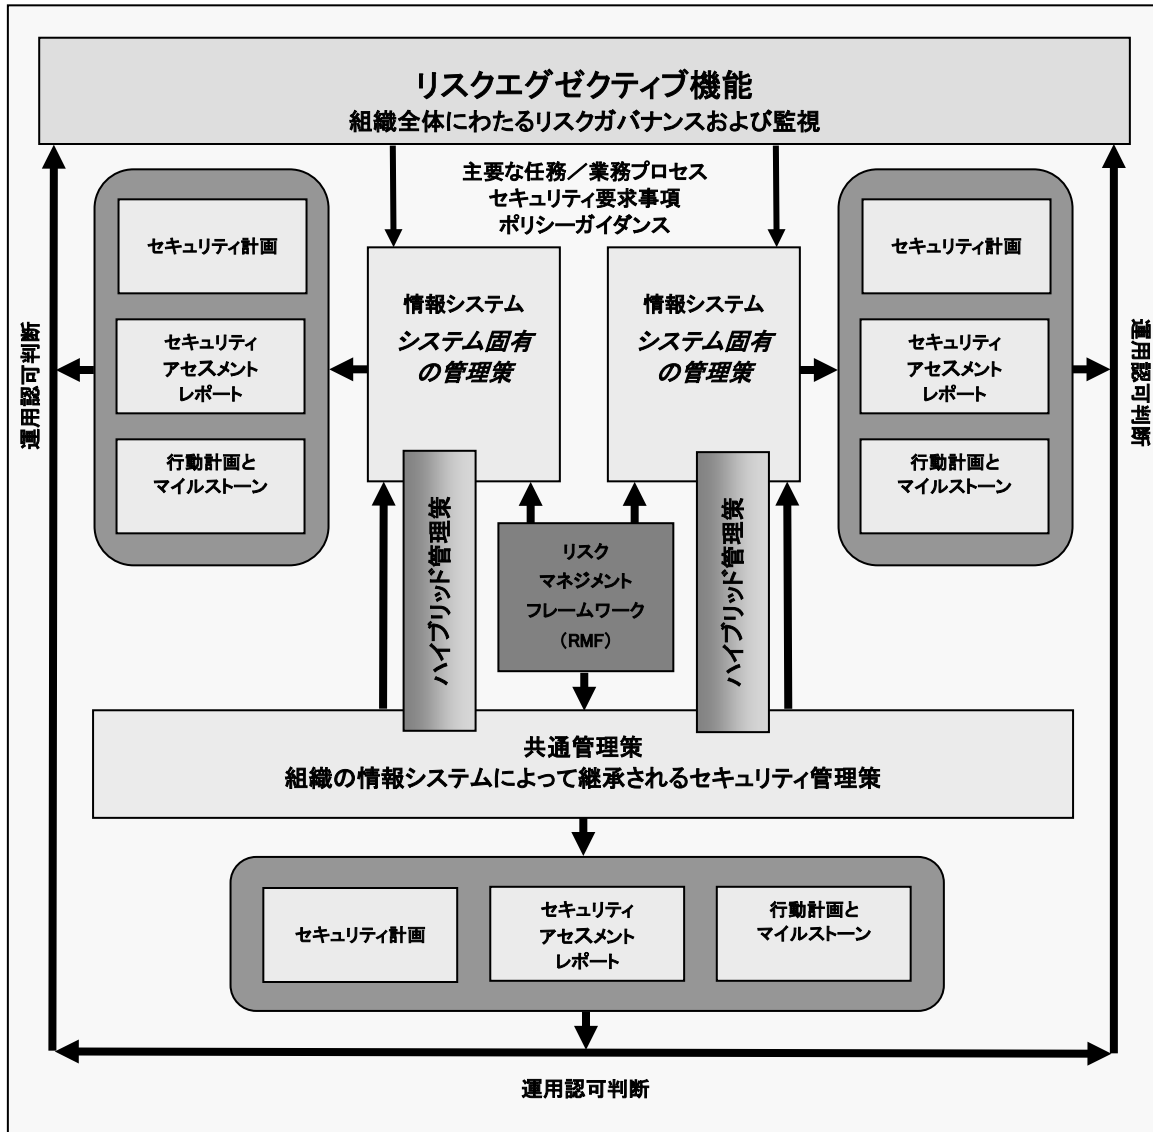 リスクエグゼクティブ機能
組織全体にわたるリスクガバナンスおよび監視
主要な任務／業務プロセス
セキュリティ要求事項
ポリシーガイダンス
運用認可判断
セキュリティ計画
セキュリティ
アセスメント
レポート
行動計画と
マイルストーン
情報システム
システム固有
の管理策
情報システム
システム固有
の管理策
セキュリティ計画
セキュリティ
アセスメント
レポート
行動計画と
マイルストーン
運用認可判断
ハイブリッド管理策
リスク
マネジメント
フレームワーク
（RMF）
ハイブリッド管理策
共通管理策
組織の情報システムによって継承されるセキュリティ管理策
セキュリティ計画
セキュリティ
アセスメント
レポート
行動計画と
マイルストーン
運用認可判断